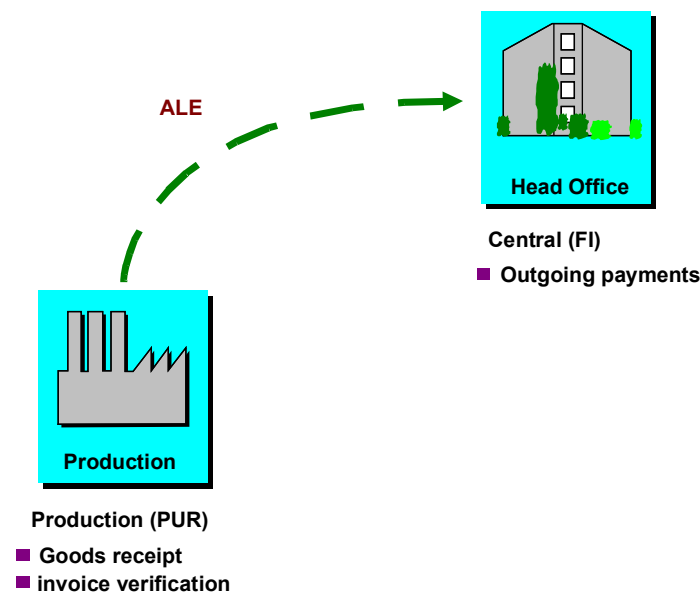 ALE
Head Office
Central (FI)
Outgoing payments
Production
Production (PUR)
Goods receipt
invoice verification